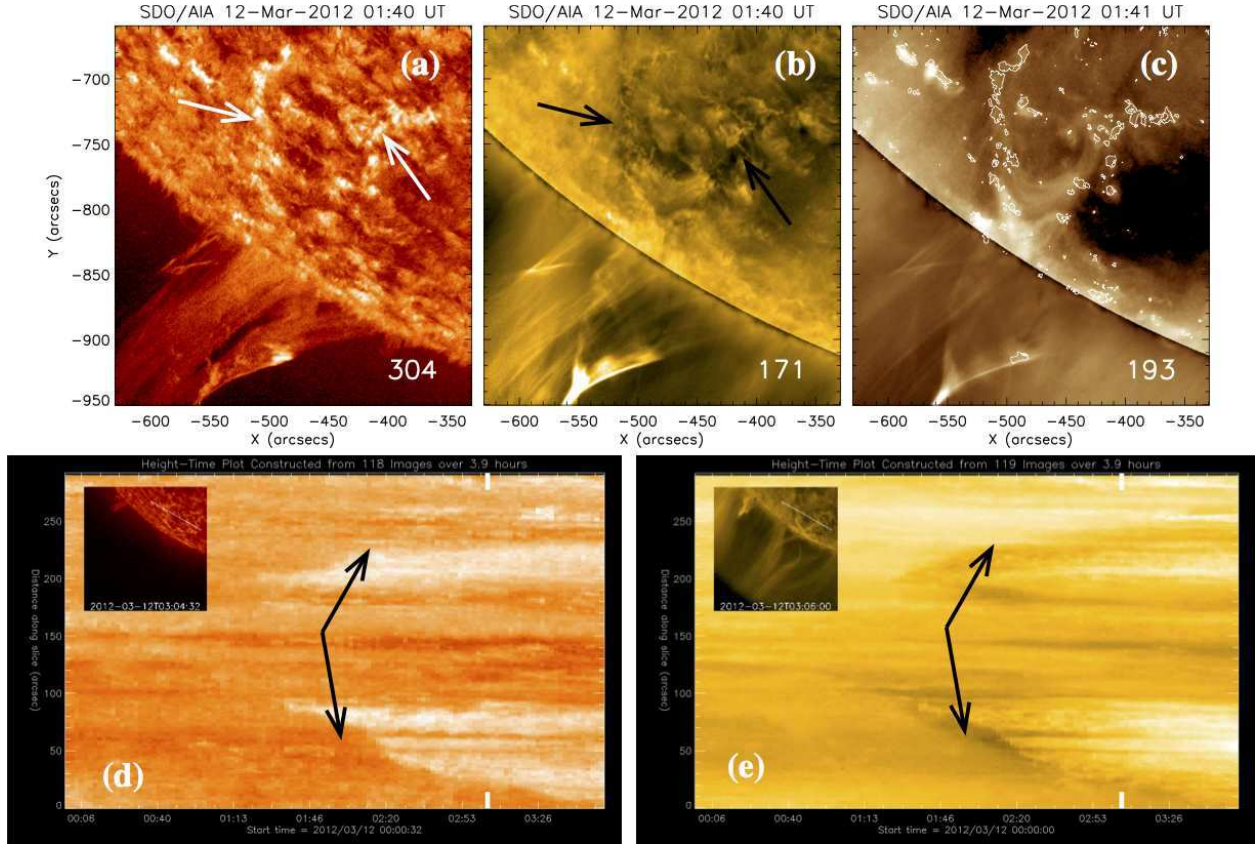 SDO/AIA 12-Mar-2012 01:40 UT
SDO/AIA 12-Mar-2012 01:40 UT
SDO/AIA 12-Mar-2012 01:41 UT
(a)
(b)
(c)
-700
-750
-800
-850
-900
-950
Y (arcsecs)
304
171
193
-600 -550 -500 -450 -400 -350
-600 -550 -500 -450 -400 -350
-600 -550 -500 -450 -400 -350
X (arcsecs)
X (arcsecs)
X (arcsecs)
Height-Time Plot Constructed from 118 Images over 3.9 hours
250
200
150
100
50
0
Distance along slice (arcsec)
2012-03-12T03:04:32
(d)
00:06 00:40 01:13 01:46 02:20 02:53 03:26
Start time = 2012/03/12 00:00:32
Height-Time Plot Constructed from 119 Images over 3.9 hours
250
200
150
100
50
0
Distance along slice (arcsec)
2012-03-12T03:06:00
(e)
00:06 00:40 01:13 01:46 02:20 02:53 03:26
Start time = 2012/03/12 00:00:00